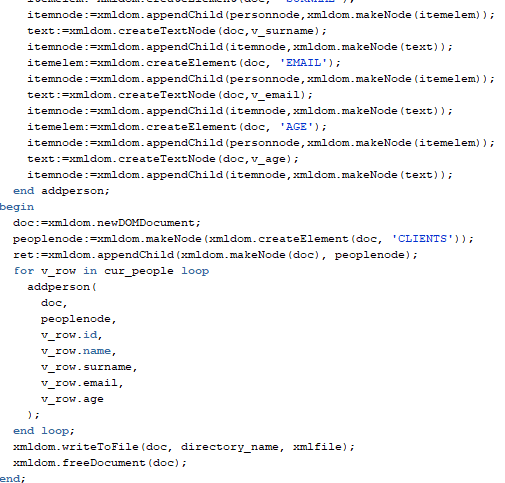 itemnode:=xmldom.appendChild(personnode,xmldom.makeNode(itemelem));
text:=xmldom.createTextNode(doc,v_surname);
itemnode:=xmldom.appendChild(itemnode,xmldom.makeNode(text));
itemelem:=xmldom.createElement(doc, 'EMAIL');
itemnode:=xmldom.appendChild(personnode,xmldom.makeNode(itemelem));
text:=xmldom.createTextNode(doc,v_email);
itemnode:=xmldom.appendChild(itemnode,xmldom.makeNode(text));
itemelem:=xmldom.createElement(doc, 'AGE');
itemnode:=xmldom.appendChild(personnode,xmldom.makeNode(itemelem));
text:=xmldom.createTextNode(doc,v_age);
itemnode:=xmldom.appendChild(itemnode,xmldom.makeNode(text));
end addperson;
begin
doc:=xmldom.newDOMDocument;
peoplenode:=xmldom.makeNode(xmldom.createElement(doc, 'CLIENTS'));
ret:=xmldom.appendChild(xmldom.makeNode(doc), peoplenode);
for v_row in cur_people loop
addperson(
doc,
peoplenode,
v_row.id,
v_row.name,
v_row.surname,
v_row.email,
v_row.age
);
end loop;
xmldom.writeToFile(doc, directory_name, xmlfile);
xmldom.freeDocument(doc);
end;